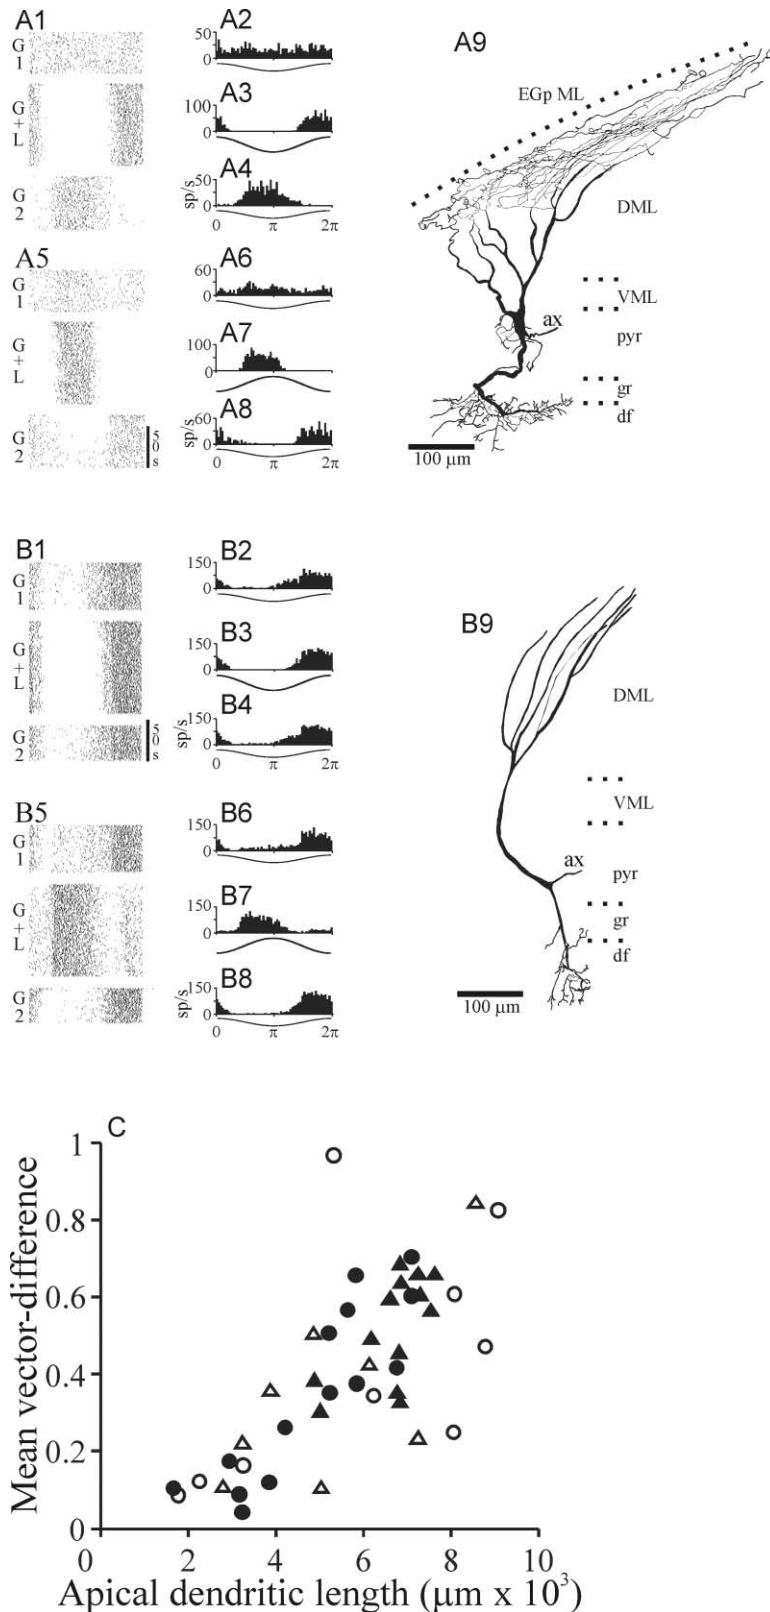 A1
G
1
G
+
L
G
2
A2
50
0
A3
100
0
A4
50
0
sp/s
0 π 2π
A5
G
1
G
+
L
G
2
5
0
s
A6
60
0
A7
100
0
A8
60
0
sp/s
0 π 2π
A9
EGp ML
DML
VML
ax
pyr
gr
df
100 μm
B1
G
1
G
+
L
G
2
5
0
s
B2
150
0
B3
150
0
B4
150
0
sp/s
0 π 2π
B5
G
1
G
+
L
G
2
B6
150
0
B7
150
0
B8
150
0
sp/s
0 π 2π
B9
DML
VML
ax
pyr
gr
df
100 μm
C
Mean vector-difference
1
0.8
0.6
0.4
0.2
0
0 2 4 6 8 10
Apical dendritic length (μm x 10³)